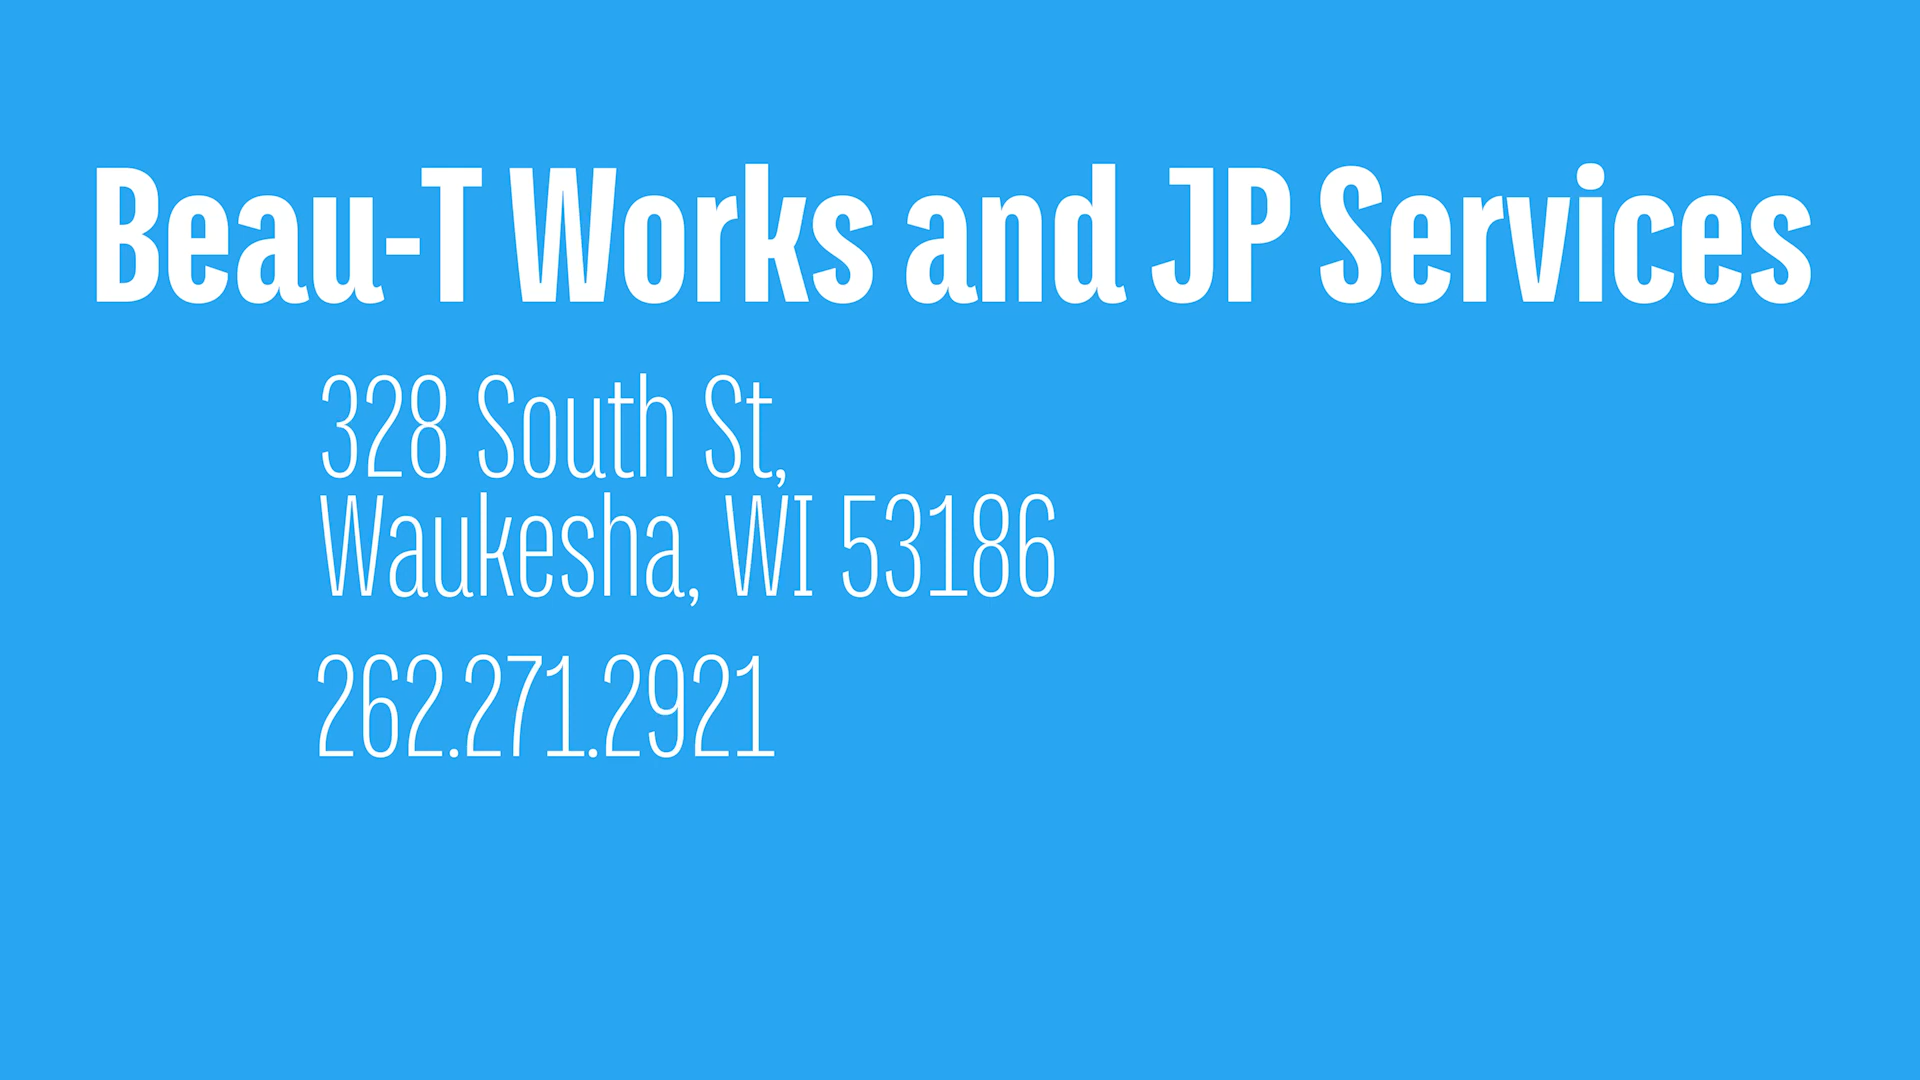 Beau-T Works and JP Services
328 South St,
Waukesha, WI 53186
262.271.2921